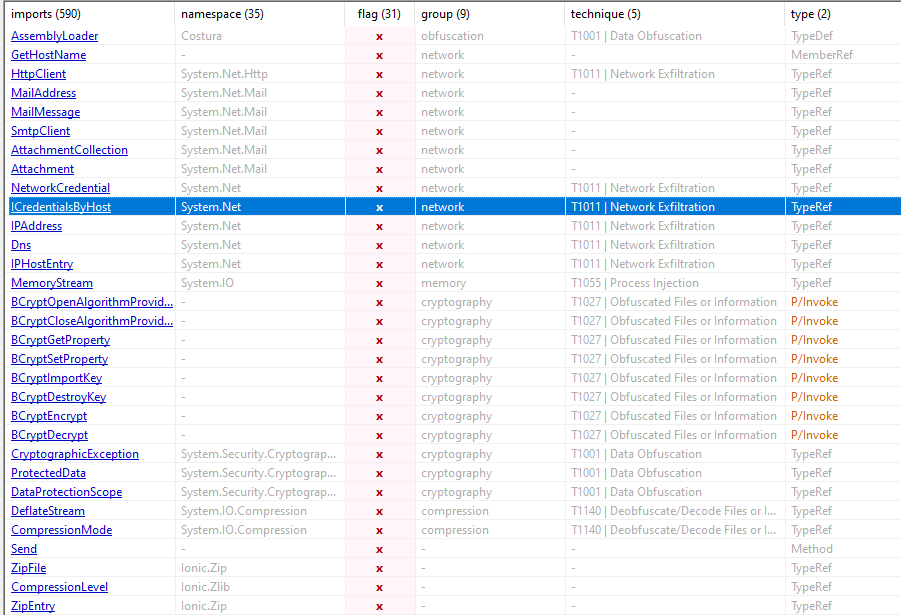 imports (590) namespace (35) flag (31) group (9) technique (5) type (2)
AssemblyLoader Costura x obfuscation T1001 | Data Obfuscation TypeDef
GetHostName - x network - MemberRef
HttpClient System.Net.Http x network T1011 | Network Exfiltration TypeRef
MailAddress System.Net.Mail x network - TypeRef
MailMessage System.Net.Mail x network - TypeRef
SmtpClient System.Net.Mail x network - TypeRef
AttachmentCollection System.Net.Mail x network - TypeRef
Attachment System.Net.Mail x network - TypeRef
NetworkCredential System.Net x network T1011 | Network Exfiltration TypeRef
ICredentialsByHost System.Net x network T1011 | Network Exfiltration TypeRef
IPAddress System.Net x network T1011 | Network Exfiltration TypeRef
Dns System.Net x network T1011 | Network Exfiltration TypeRef
IPHostEntry System.Net x network T1011 | Network Exfiltration TypeRef
MemoryStream System.IO x memory T1055 | Process Injection TypeRef
BCryptOpenAlgorithmProvid... - x cryptography T1027 | Obfuscated Files or Information P/Invoke
BCryptCloseAlgorithmProvid... - x cryptography T1027 | Obfuscated Files or Information P/Invoke
BCryptGetProperty - x cryptography T1027 | Obfuscated Files or Information P/Invoke
BCryptSetProperty - x cryptography T1027 | Obfuscated Files or Information P/Invoke
BCryptImportKey - x cryptography T1027 | Obfuscated Files or Information P/Invoke
BCryptDestroyKey - x cryptography T1027 | Obfuscated Files or Information P/Invoke
BCryptEncrypt - x cryptography T1027 | Obfuscated Files or Information P/Invoke
BCryptDecrypt - x cryptography T1027 | Obfuscated Files or Information P/Invoke
CryptographicException System.Security.Cryptograp... x cryptography T1001 | Data Obfuscation TypeRef
ProtectedData System.Security.Cryptograp... x cryptography T1001 | Data Obfuscation TypeRef
DataProtectionScope System.Security.Cryptograp... x cryptography T1001 | Data Obfuscation TypeRef
DeflateStream System.IO.Compression x compression T1140 | Deobfuscate/Decode Files or I... TypeRef
CompressionMode System.IO.Compression x compression T1140 | Deobfuscate/Decode Files or I... TypeRef
Send - x - - Method
ZipFile Ionic.Zip x - - TypeRef
CompressionLevel Ionic.Zlib x - - TypeRef
ZipEntry Ionic.Zip x - - TypeRef